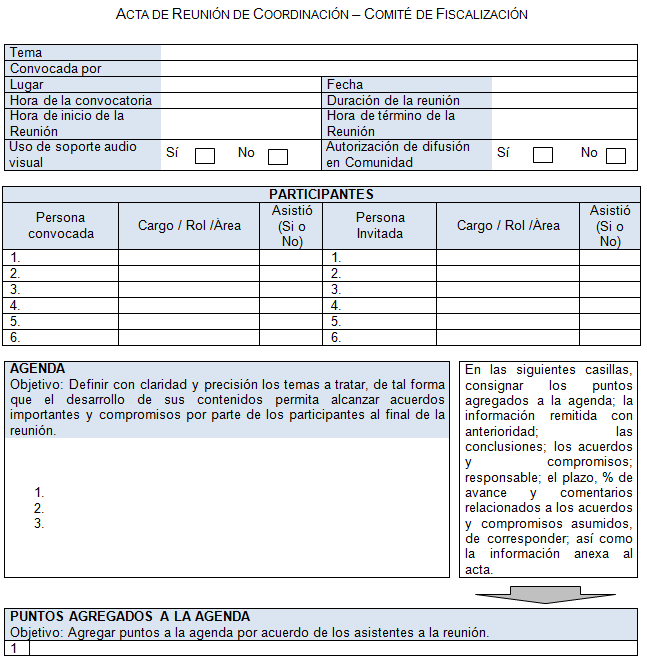 ACTA DE REUNIÓN DE COORDINACIÓN – COMITÉ DE FISCALIZACIÓN
Tema
Convocada por
Lugar Fecha
Hora de la convocatoria Duración de la reunión
Hora de inicio de la Hora de término de la
Reunión Reunión
Uso de soporte audio Sí No Autorización de difusión Sí No
visual en Comunidad
PARTICIPANTES
Persona convocada Cargo / Rol /Àrea Asistió (Si o No) Persona Invitada Cargo / Rol /Àrea Asistió (Si o No)
1. 1.
2. 2.
3. 3.
4. 4.
5. 5.
6. 6.
AGENDA
Objetivo: Definir con claridad y precisión los temas a tratar, de tal forma
que el desarrollo de sus contenidos permita alcanzar acuerdos
importantes y compromisos por parte de los participantes al final de la
reunión.
1.
2.
3.
En las siguientes casillas,
consignar los puntos
agregados a la agenda; la
información remitida con
anterioridad; las
conclusiones; los acuerdos
y compromisos;
responsable; el plazo, % de
avance y comentarios
relacionados a los acuerdos
y compromisos asumidos,
de corresponder; así como
la información anexa al
acta.
PUNTOS AGREGADOS A LA AGENDA
Objetivo: Agregar puntos a la agenda por acuerdo de los asistentes a la reunión.
1